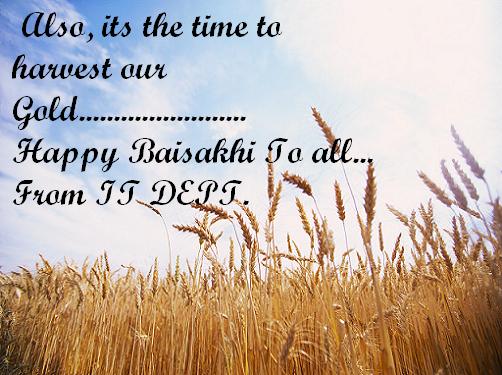 Also, its the time to
harvest our
Gold........................
Happy Baisakhi To all...
From IT DEPT.